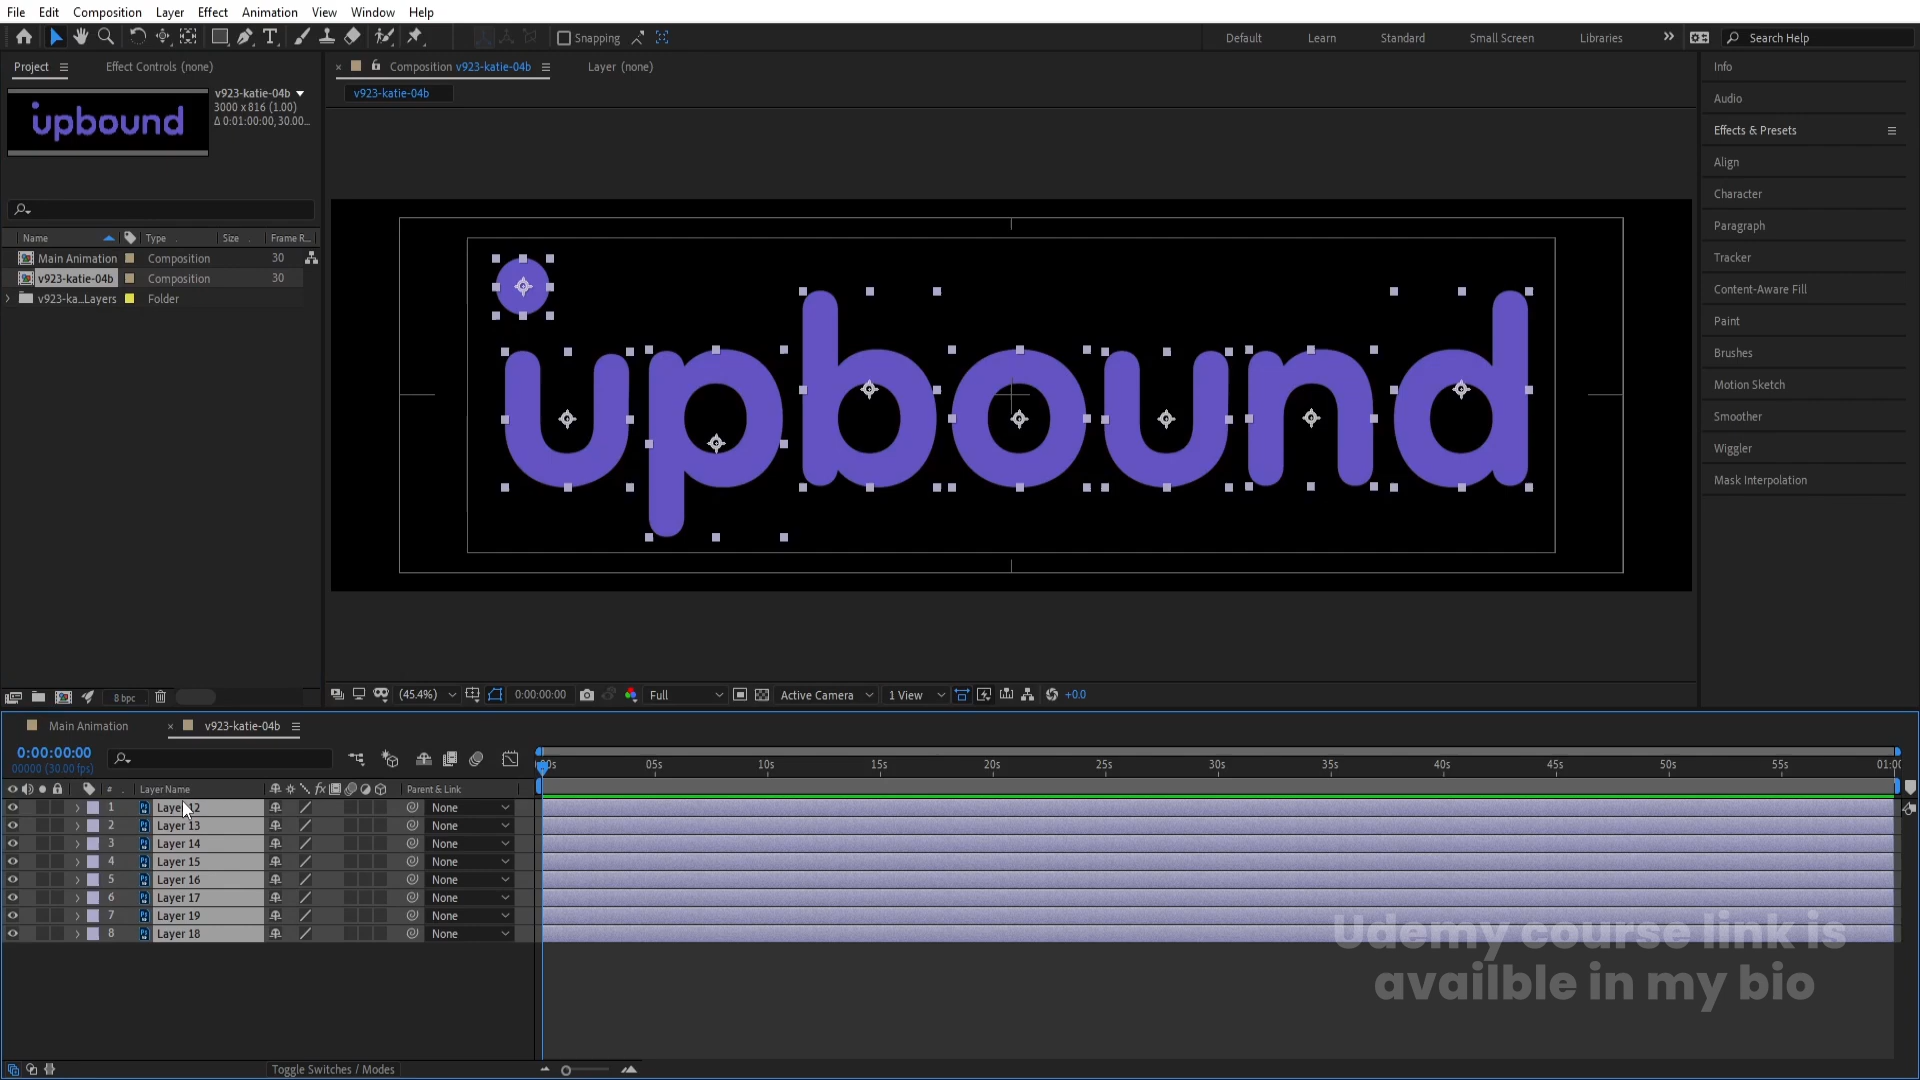 File Edit Composition Layer Effect Animation View Window Help
Snapping Default Learn Standard Small Screen Libraries Search Help
Project Effect Controls (none)
Composition v923-katie-04b Layer (none)
v923-katie-04b
v923-katie-04b
3000 x 816 (1.00)
Δ 0:01:00:00, 30.00...
upbound
Name Type Size Frame R...
Main Animation Composition 30
v923-katie-04b Composition 30
v923-ka...Layers Folder
upbound
Info
Audio
Effects & Presets
Align
Character
Paragraph
Tracker
Content-Aware Fill
Paint
Brushes
Motion Sketch
Smoother
Wiggler
Mask Interpolation
8 bpc
(45.4%) 0:00:00:00 Full Active Camera 1 View +0.0
Main Animation v923-katie-04b
0:00:00:00
00000 (30.00 fps)
05s 10s 15s 20s 25s 30s 35s 40s 45s 50s 55s
# Layer Name fx Parent & Link
1 Layer 12 None
2 Layer 13 None
3 Layer 14 None
4 Layer 15 None
5 Layer 16 None
6 Layer 17 None
7 Layer 19 None
8 Layer 18 None
Udemy course link is
availble in my bio
Toggle Switches / Modes